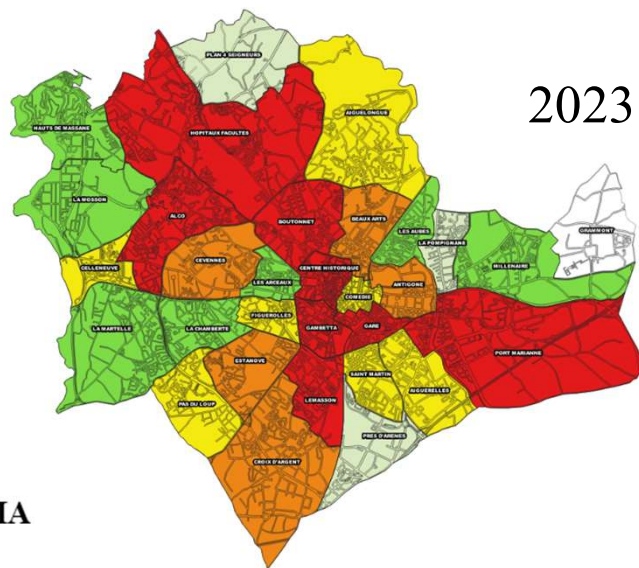 2023
PLAN 4 SEIGNEURS
AIGUELONGUE
HAUTS DE MASSANE
HOPITAUX FACULTES
LA MOSSON
ALCO
BOUTONNET
BEAUX ARTS
LES AUBES
LA POMPIGNANE
GRAMMONT
CELLENEUVE
CEVENNES
CENTRE HISTORIQUE
MILLENAIRE
LES ARCEAUX
ANTIGONE
COMEDIE
FIGUEROLLES
LA MARTELLE
LA CHAMBERTE
GAMBETTA
GARE
PORT MARIANNE
ESTANOVE
SAINT MARTIN
AIGUERELLES
PAS DU LOUP
LEMASSON
PRES D'ARENES
CROIX D'ARGENT
IA